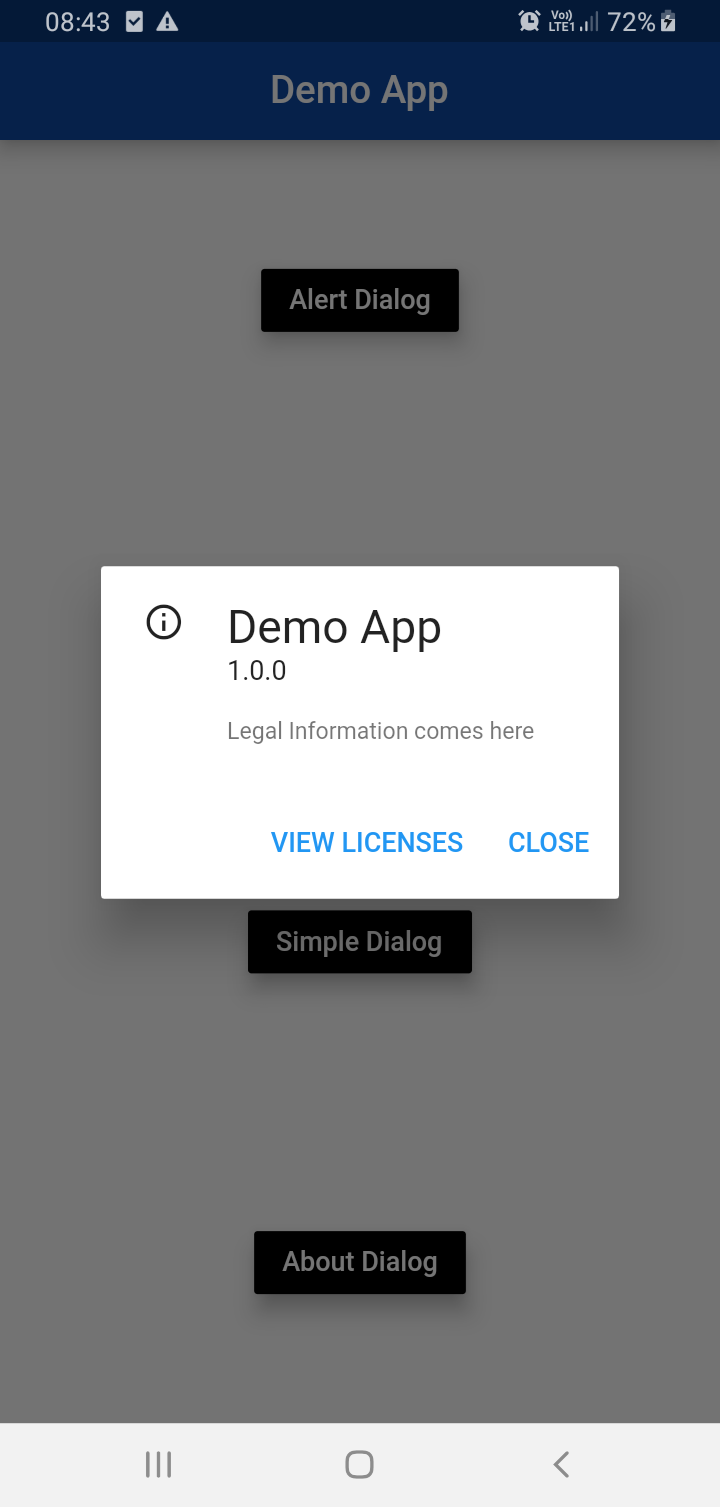 08:43 Vo)) LTE1 72%
Demo App
Alert Dialog
Demo App
1.0.0
Legal Information comes here
VIEW LICENSES CLOSE
Simple Dialog
About Dialog